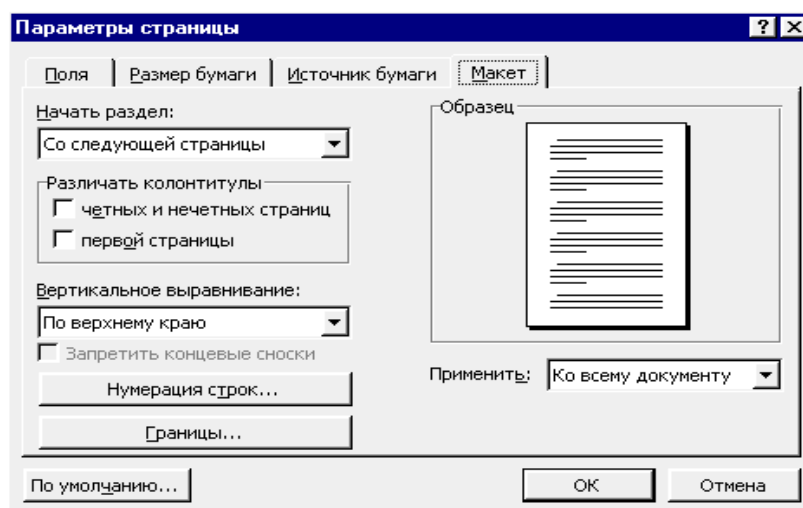 Параметры страницы
Поля
Размер бумаги
Источник бумаги
Макет
Начать раздел:
Со следующей страницы
Различать колонтитулы
четных и нечетных страниц
первой страницы
Вертикальное выравнивание:
По верхнему краю
Запретить концевые сноски
Нумерация строк...
Границы...
Образец
Применить:
Ко всему документу
По умолчанию...
OK
Отмена